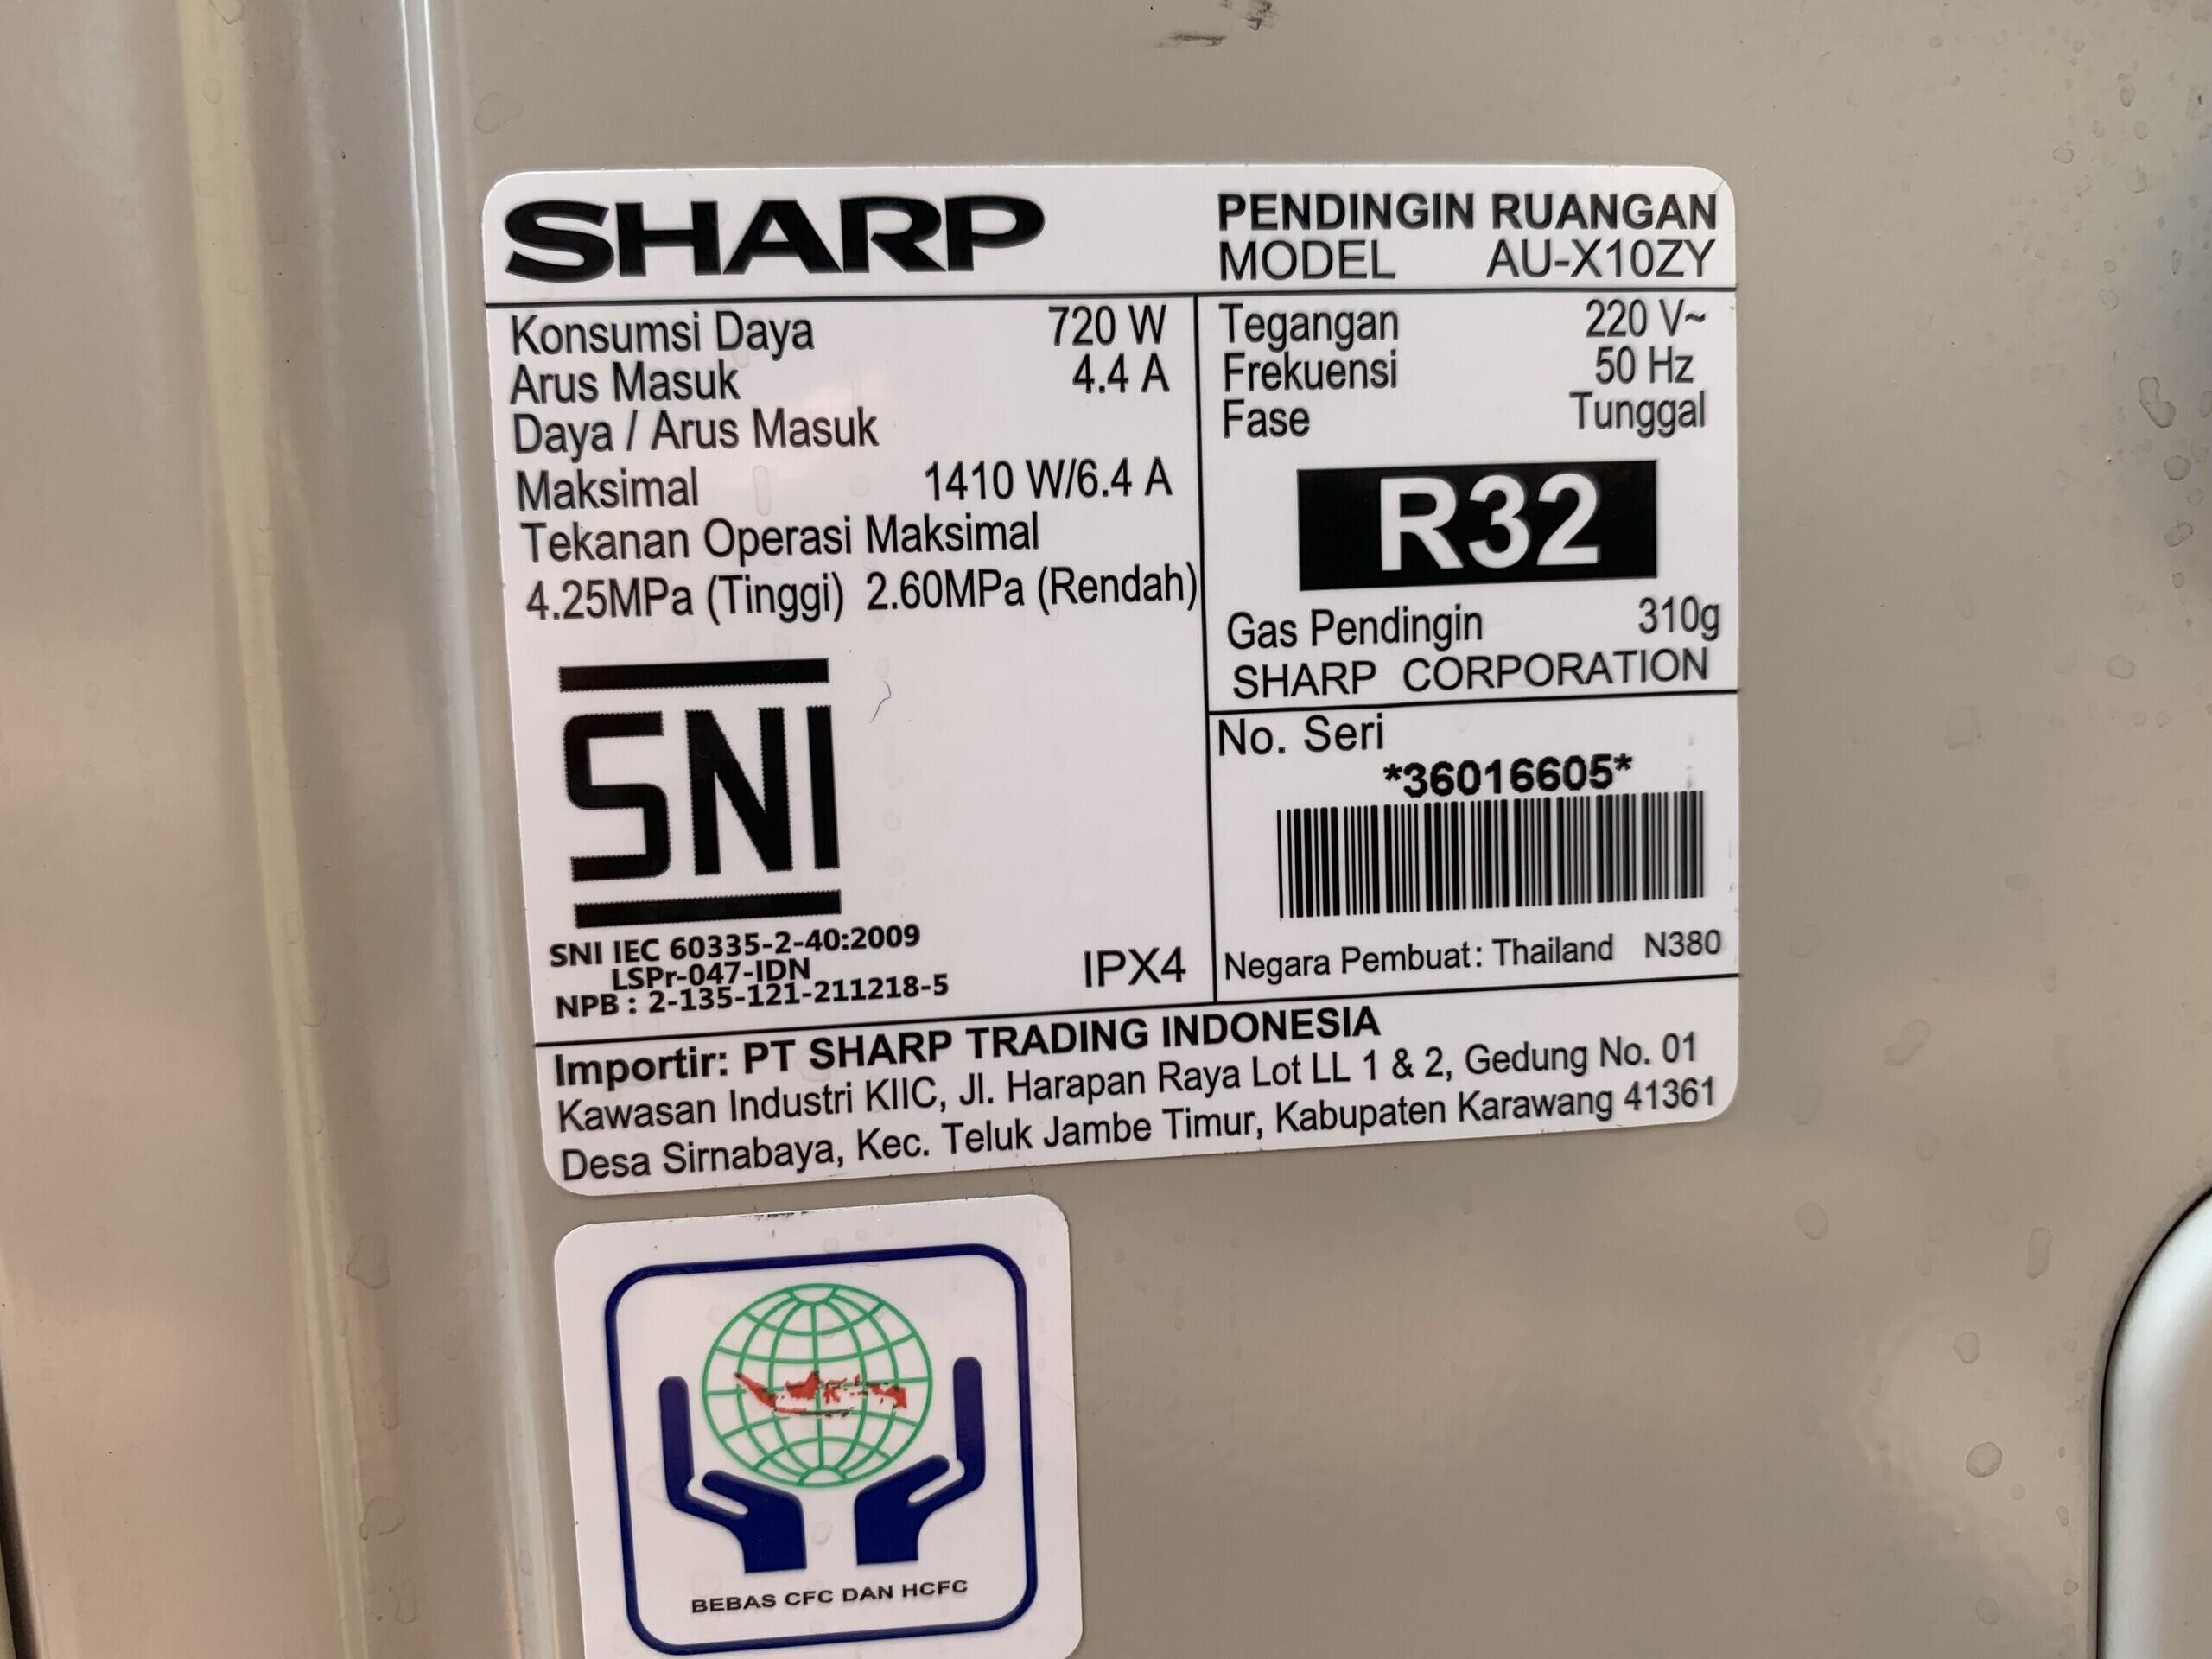 SHARP
PENDINGIN RUANGAN
MODEL AU-X10ZY
Konsumsi Daya 720 W
Arus Masuk 4.4 A
Daya / Arus Masuk
Maksimal 1410 W/6.4 A
Tekanan Operasi Maksimal
4.25MPa (Tinggi) 2.60MPa (Rendah)
SNI
SNI IEC 60335-2-40:2009
LSPr-047-IDN
NPB : 2-135-121-211218-5
IPX4
Tegangan 220 V~
Frekuensi 50 Hz
Fase Tunggal
R32
Gas Pendingin 310g
SHARP CORPORATION
No. Seri
*36016605*
Negara Pembuat: Thailand N380
Importir: PT SHARP TRADING INDONESIA
Kawasan Industri KIIC, Jl. Harapan Raya Lot LL 1 & 2, Gedung No. 01
Desa Sirnabaya, Kec. Teluk Jambe Timur, Kabupaten Karawang 41361
BEBAS CFC DAN HCFC